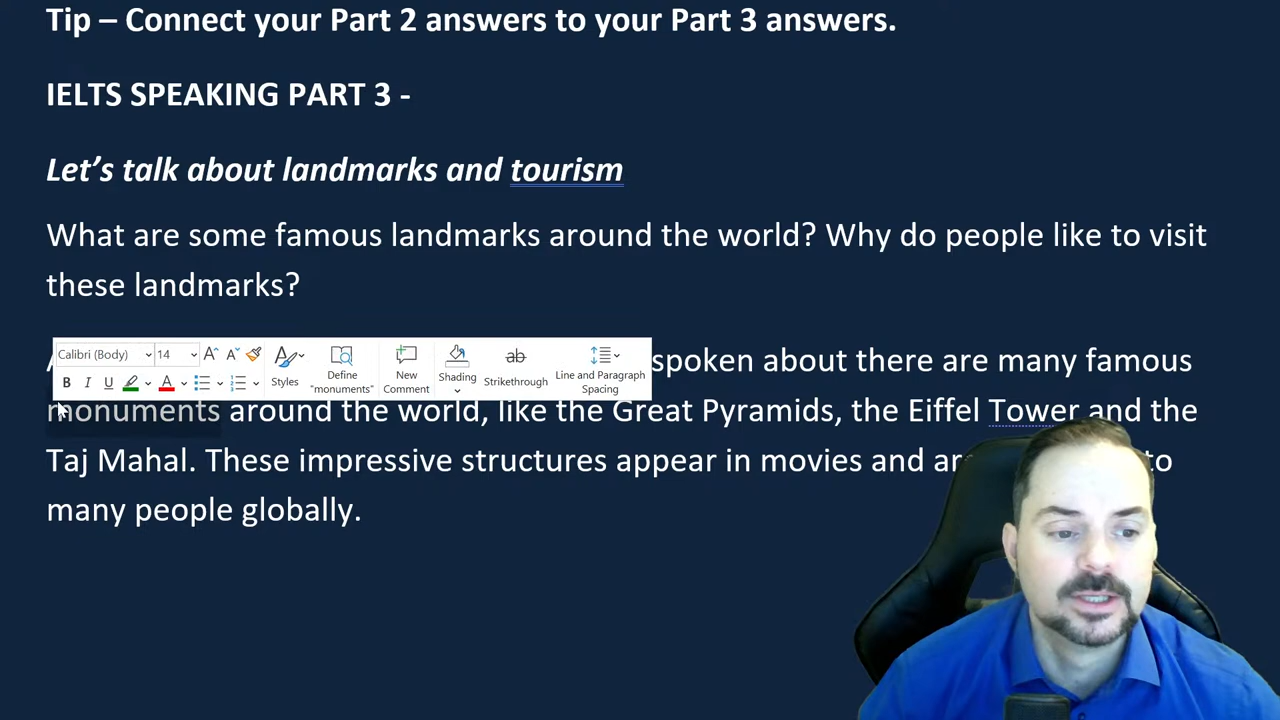 Tip – Connect your Part 2 answers to your Part 3 answers.
IELTS SPEAKING PART 3 -
Let's talk about landmarks and tourism
What are some famous landmarks around the world? Why do people like to visit
these landmarks?
Calibri (Body) 14 A A
B I U A Styles Define "monuments" New Comment Shading ab Strikethrough Line and Paragraph Spacing
spoken about there are many famous
monuments around the world, like the Great Pyramids, the Eiffel Tower and the
Taj Mahal. These impressive structures appear in movies and to
many people globally.